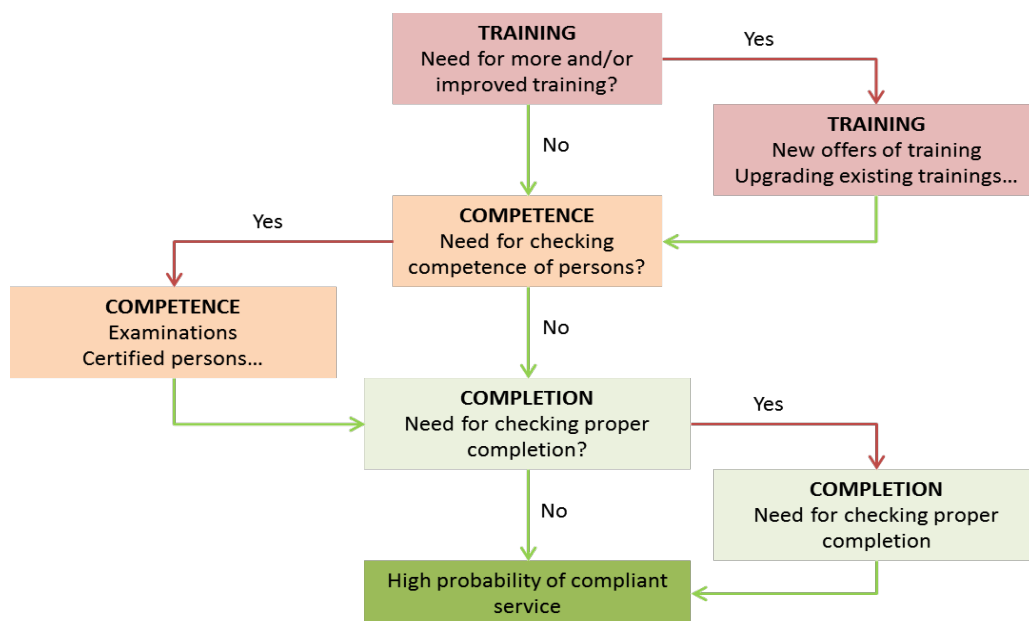 TRAINING
Need for more and/or
improved training?
Yes
TRAINING
New offers of training
Upgrading existing trainings...
No
COMPETENCE
Need for checking
competence of persons?
Yes
COMPETENCE
Examinations
Certified persons...
No
COMPLETION
Need for checking proper
completion?
Yes
COMPLETION
Need for checking proper
completion
No
High probability of compliant
service